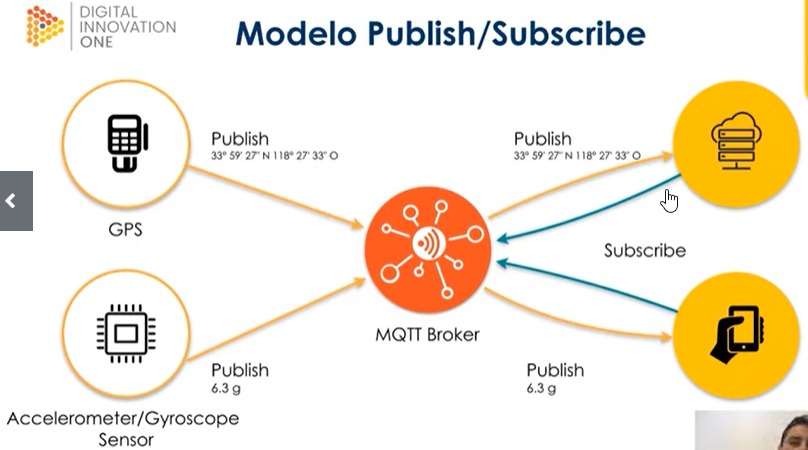 DIGITAL
INNOVATION
ONE
Modelo Publish/Subscribe
Publish
33° 59' 27" N 118° 27' 33" O
Publish
33° 59' 27" N 118° 27' 33" O
GPS
Subscribe
MQTT Broker
Publish
6.3 g
Publish
6.3 g
Accelerometer/Gyroscope
Sensor